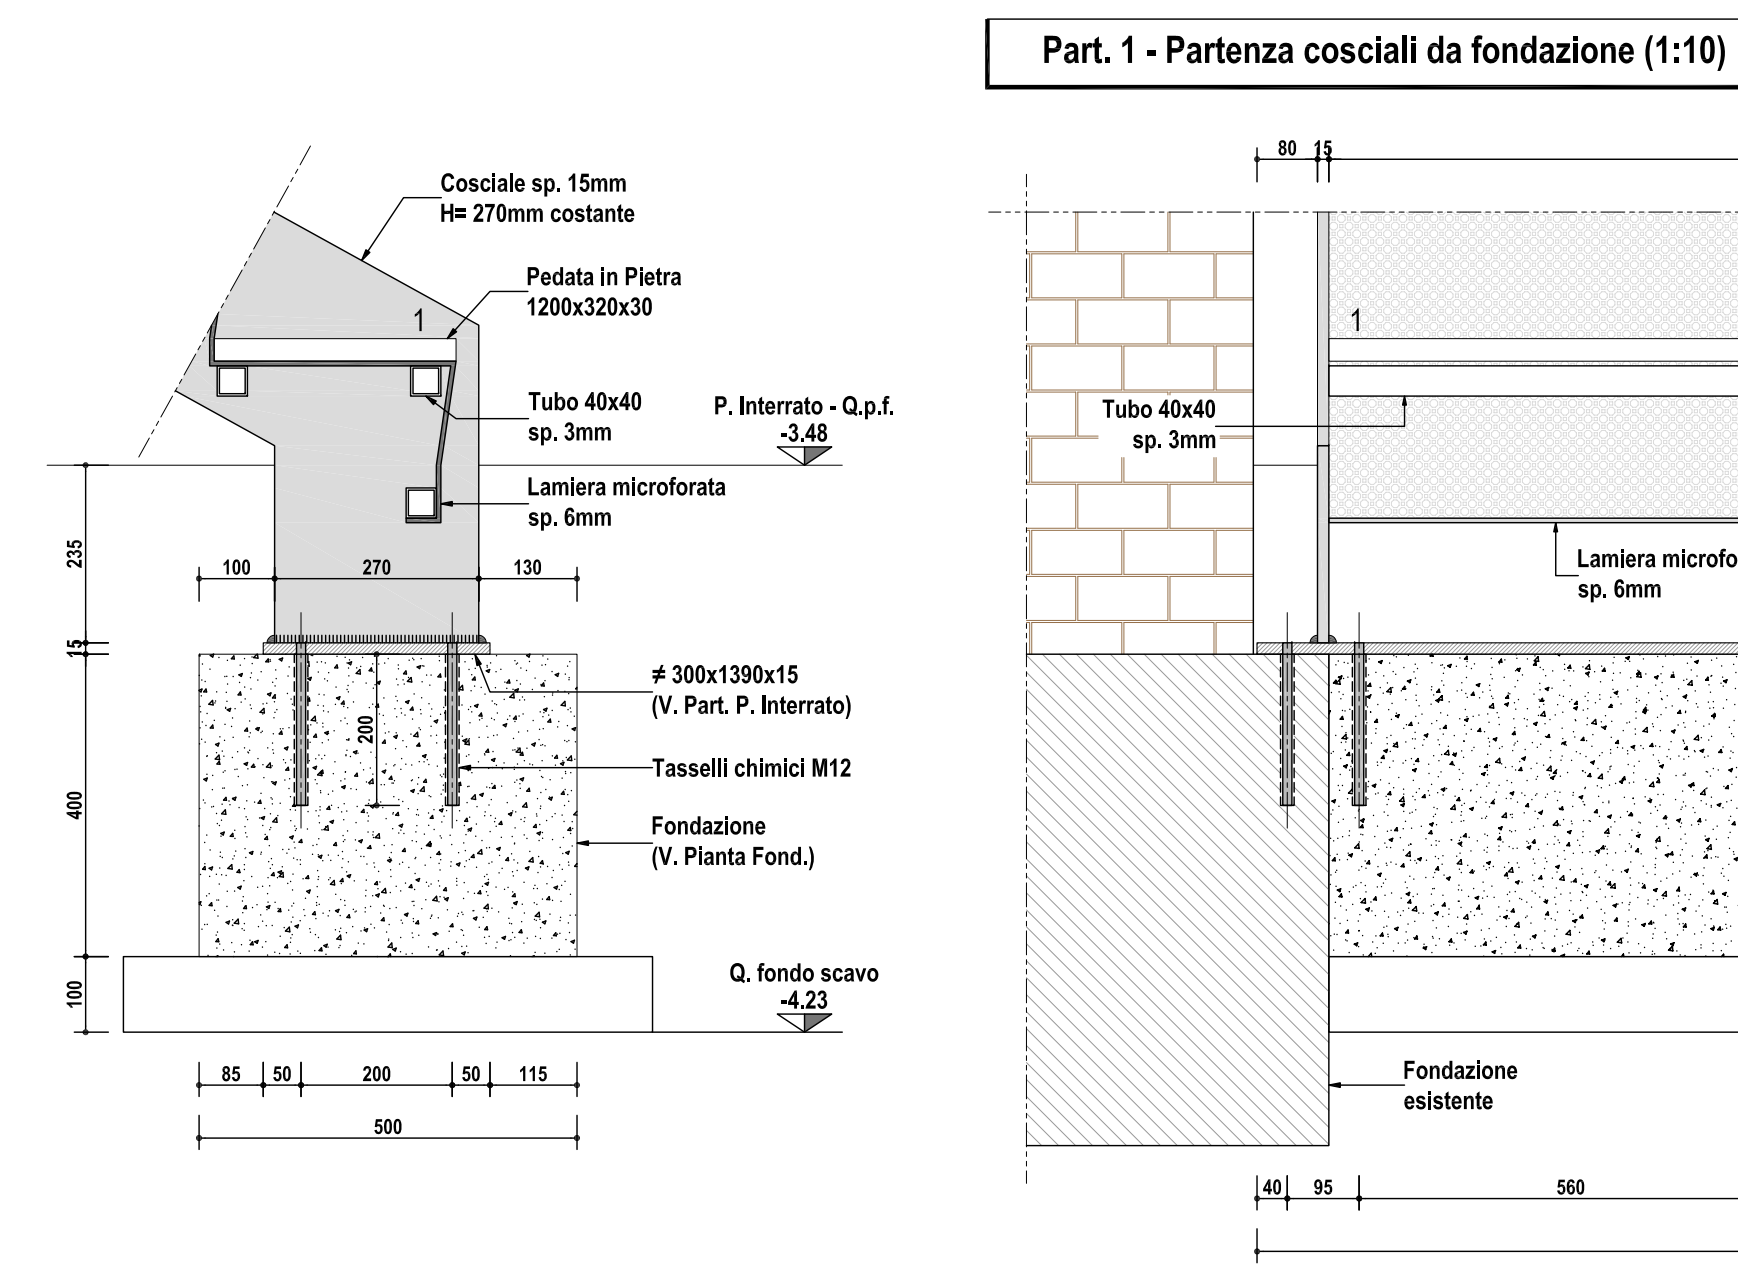 Part. 1 - Partenza cosciali da fondazione (1:10)
Cosciale sp. 15mm
H= 270mm costante
Pedata in Pietra
1200x320x30
1
Tubo 40x40
sp. 3mm
P. Interrato - Q.p.f.
-3.48
Lamiera microforata
sp. 6mm
235
100 270 130
15
≠ 300x1390x15
(V. Part. P. Interrato)
200
Tasselli chimici M12
400
Fondazione
(V. Pianta Fond.)
Q. fondo scavo
-4.23
100
85 50 200 50 115
500
80 15
1
Tubo 40x40
sp. 3mm
Lamiera microfo
sp. 6mm
Fondazione
esistente
40 95 560